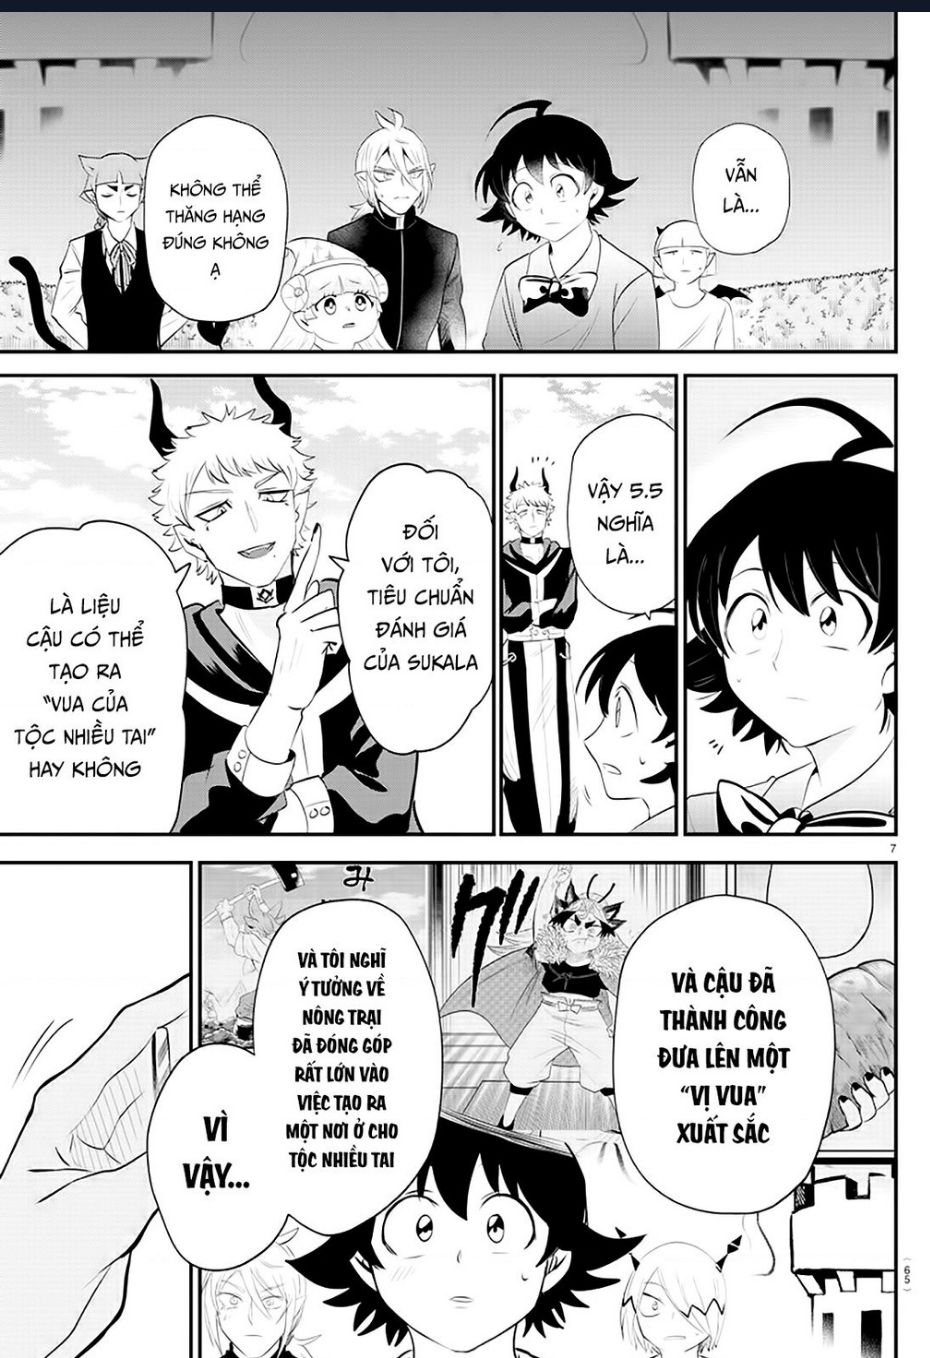 VẪN
LÀ...
KHÔNG THỂ
THĂNG HẠNG
ĐÚNG KHÔNG
Ạ
VẬY 5.5
NGHĨA
LÀ...
ĐỐI
VỚI TÔI,
TIÊU CHUẨN
ĐÁNH GIÁ
CỦA SUKALA
LÀ LIỆU
CẬU CÓ THỂ
TẠO RA
“VUA CỦA
TỘC NHIỀU TAI”
HAY KHÔNG
7
VÀ CẬU ĐÃ
THÀNH CÔNG
ĐƯA LÊN MỘT
“VỊ VUA”
XUẤT SẮC
グ
み
VÀ TÔI NGHĨ
Ý TƯỞNG VỀ
NÔNG TRẠI
ĐÃ ĐÓNG GÓP
RẤT LỚN VÀO
VIỆC TẠO RA
MỘT NƠI Ở CHO
TỘC NHIỀU TAI
VÌ
VẬY...
(65)